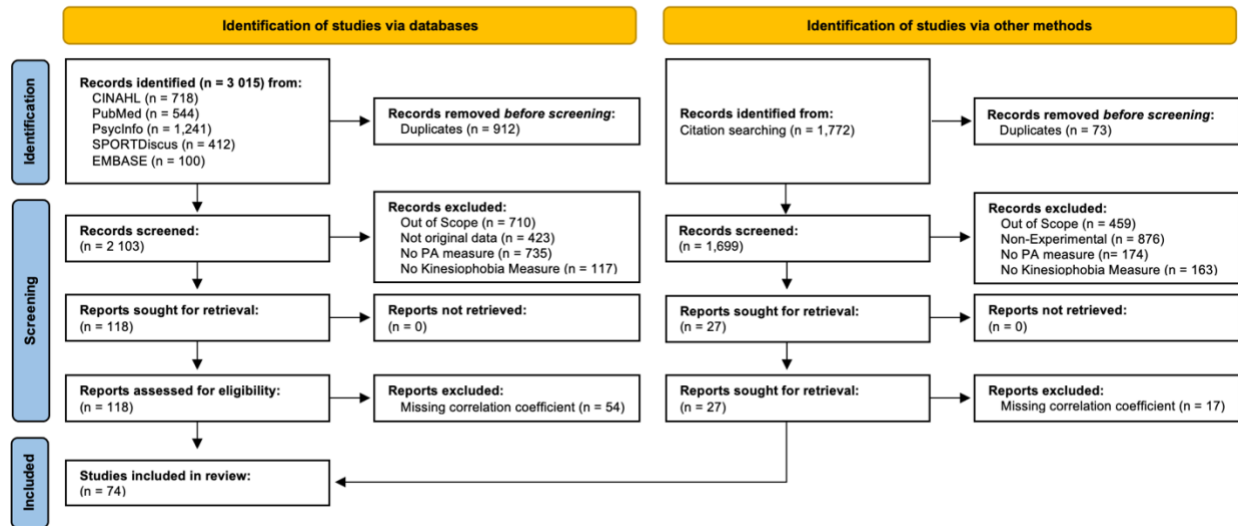 Identification of studies via databases
Identification of studies via other methods
Identification
Records identified (n = 3 015) from:
CINAHL (n = 718)
PubMed (n = 544)
PsycInfo (n = 1,241)
SPORTDiscus (n = 412)
EMBASE (n = 100)
Records removed before screening:
Duplicates (n = 912)
Records identified from:
Citation searching (n = 1,772)
Records removed before screening:
Duplicates (n = 73)
Screening
Records screened:
(n = 2 103)
Records excluded:
Out of Scope (n = 710)
Not original data (n = 423)
No PA measure (n = 735)
No Kinesiophobia Measure (n = 117)
Records screened:
(n = 1,699)
Records excluded:
Out of Scope (n = 459)
Non-Experimental (n = 876)
No PA measure (n= 174)
No Kinesiophobia Measure (n = 163)
Reports sought for retrieval:
(n = 118)
Reports not retrieved:
(n = 0)
Reports sought for retrieval:
(n = 27)
Reports not retrieved:
(n = 0)
Reports assessed for eligibility:
(n = 118)
Reports excluded:
Missing correlation coefficient (n = 54)
Reports sought for retrieval:
(n = 27)
Reports excluded:
Missing correlation coefficient (n = 17)
Included
Studies included in review:
(n = 74)